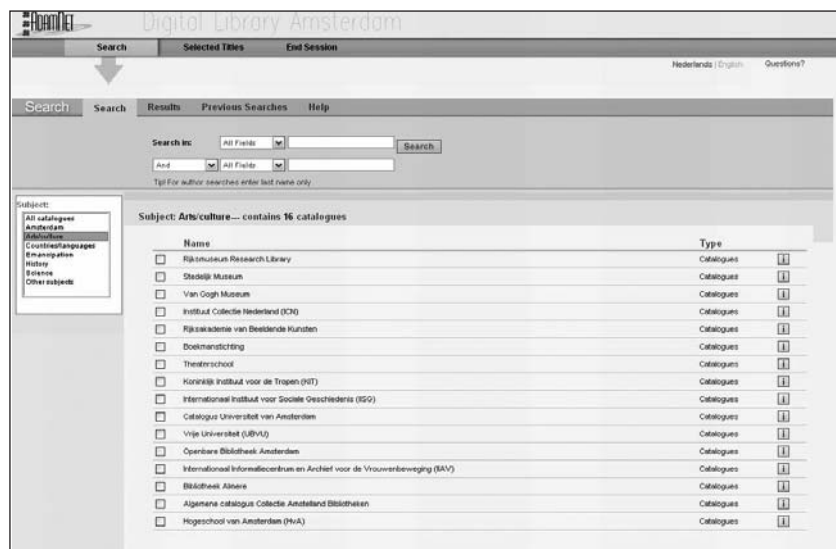 ADAMNET Digital Library Amsterdam
Search Selected Titles End Session
Nederlands | English Questions?
Search Search Results Previous Searches Help
Search in: All Fields Search
And All Fields
Tip! For author searches enter last name only
Subject:
All catalogues
Amsterdam
Arts/culture
Countries/languages
Emancipation
History
Science
Other subjects
Subject: Arts/culture— contains 16 catalogues
Name Type
Rijksmuseum Research Library Catalogues i
Stedelijk Museum Catalogues i
Van Gogh Museum Catalogues i
Instituut Collectie Nederland (ICN) Catalogues i
Rijksakademie van Beeldende Kunsten Catalogues i
Boekmanstichting Catalogues i
Theaterschool Catalogues i
Koninklijk Instituut voor de Tropen (KIT) Catalogues i
Internationaal Instituut voor Sociale Geschiedenis (IISG) Catalogues i
Catalogus Universiteit van Amsterdam Catalogues i
Vrije Universiteit (UBVU) Catalogues i
Openbare Bibliotheek Amsterdam Catalogues i
Internationaal Informatiecentrum en Archief voor de Vrouwenbeweging (IIAV) Catalogues i
Bibliotheek Almere Catalogues i
Algemene catalogus Collectie Amstelland Bibliotheken Catalogues i
Hogeschool van Amsterdam (HvA) Catalogues i